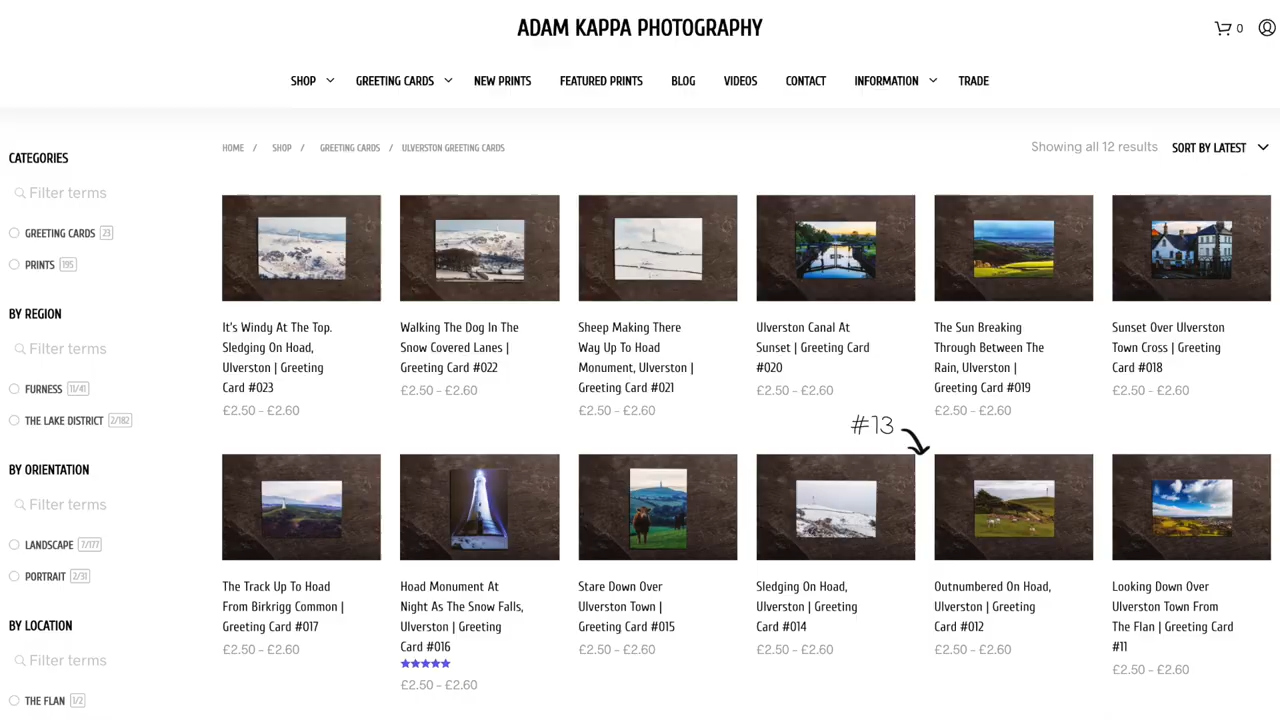 ADAM KAPPA PHOTOGRAPHY
0
SHOP GREETING CARDS NEW PRINTS FEATURED PRINTS BLOG VIDEOS CONTACT INFORMATION TRADE
HOME / SHOP / GREETING CARDS / ULVERSTON GREETING CARDS
Showing all 12 results SORT BY LATEST
CATEGORIES
Filter terms
GREETING CARDS 23
PRINTS 195
BY REGION
Filter terms
FURNESS 11/41
THE LAKE DISTRICT 2/182
BY ORIENTATION
Filter terms
LANDSCAPE 7/177
PORTRAIT 2/31
BY LOCATION
Filter terms
THE FLAN 1/2
It's Windy At The Top.
Sledging On Hoad,
Ulverston | Greeting
Card #023
£2.50 – £2.60
Walking The Dog In The
Snow Covered Lanes |
Greeting Card #022
£2.50 – £2.60
Sheep Making There
Way Up To Hoad
Monument, Ulverston |
Greeting Card #021
£2.50 – £2.60
Ulverston Canal At
Sunset | Greeting Card
#020
£2.50 – £2.60
The Sun Breaking
Through Between The
Rain, Ulverston |
Greeting Card #019
£2.50 – £2.60
Sunset Over Ulverston
Town Cross | Greeting
Card #018
£2.50 – £2.60
#13
The Track Up To Hoad
From Birkrigg Common |
Greeting Card #017
£2.50 – £2.60
Hoad Monument At
Night As The Snow Falls,
Ulverston | Greeting
Card #016
£2.50 – £2.60
Stare Down Over
Ulverston Town |
Greeting Card #015
£2.50 – £2.60
Sledging On Hoad,
Ulverston | Greeting
Card #014
£2.50 – £2.60
Outnumbered On Hoad,
Ulverston | Greeting
Card #012
£2.50 – £2.60
Looking Down Over
Ulverston Town From
The Flan | Greeting Card
#11
£2.50 – £2.60